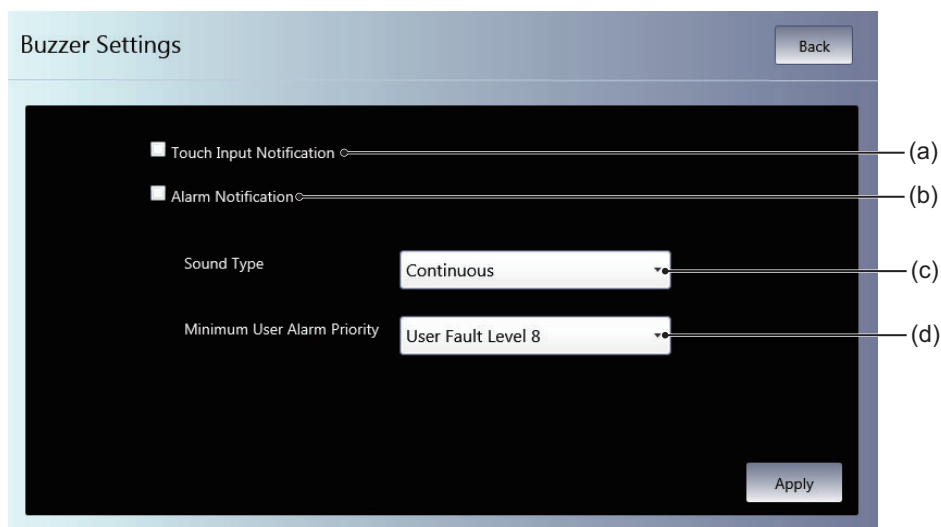 Buzzer Settings
Back
Touch Input Notification
(a)
Alarm Notification
(b)
Sound Type
Continuous
(c)
Minimum User Alarm Priority
User Fault Level 8
(d)
Apply